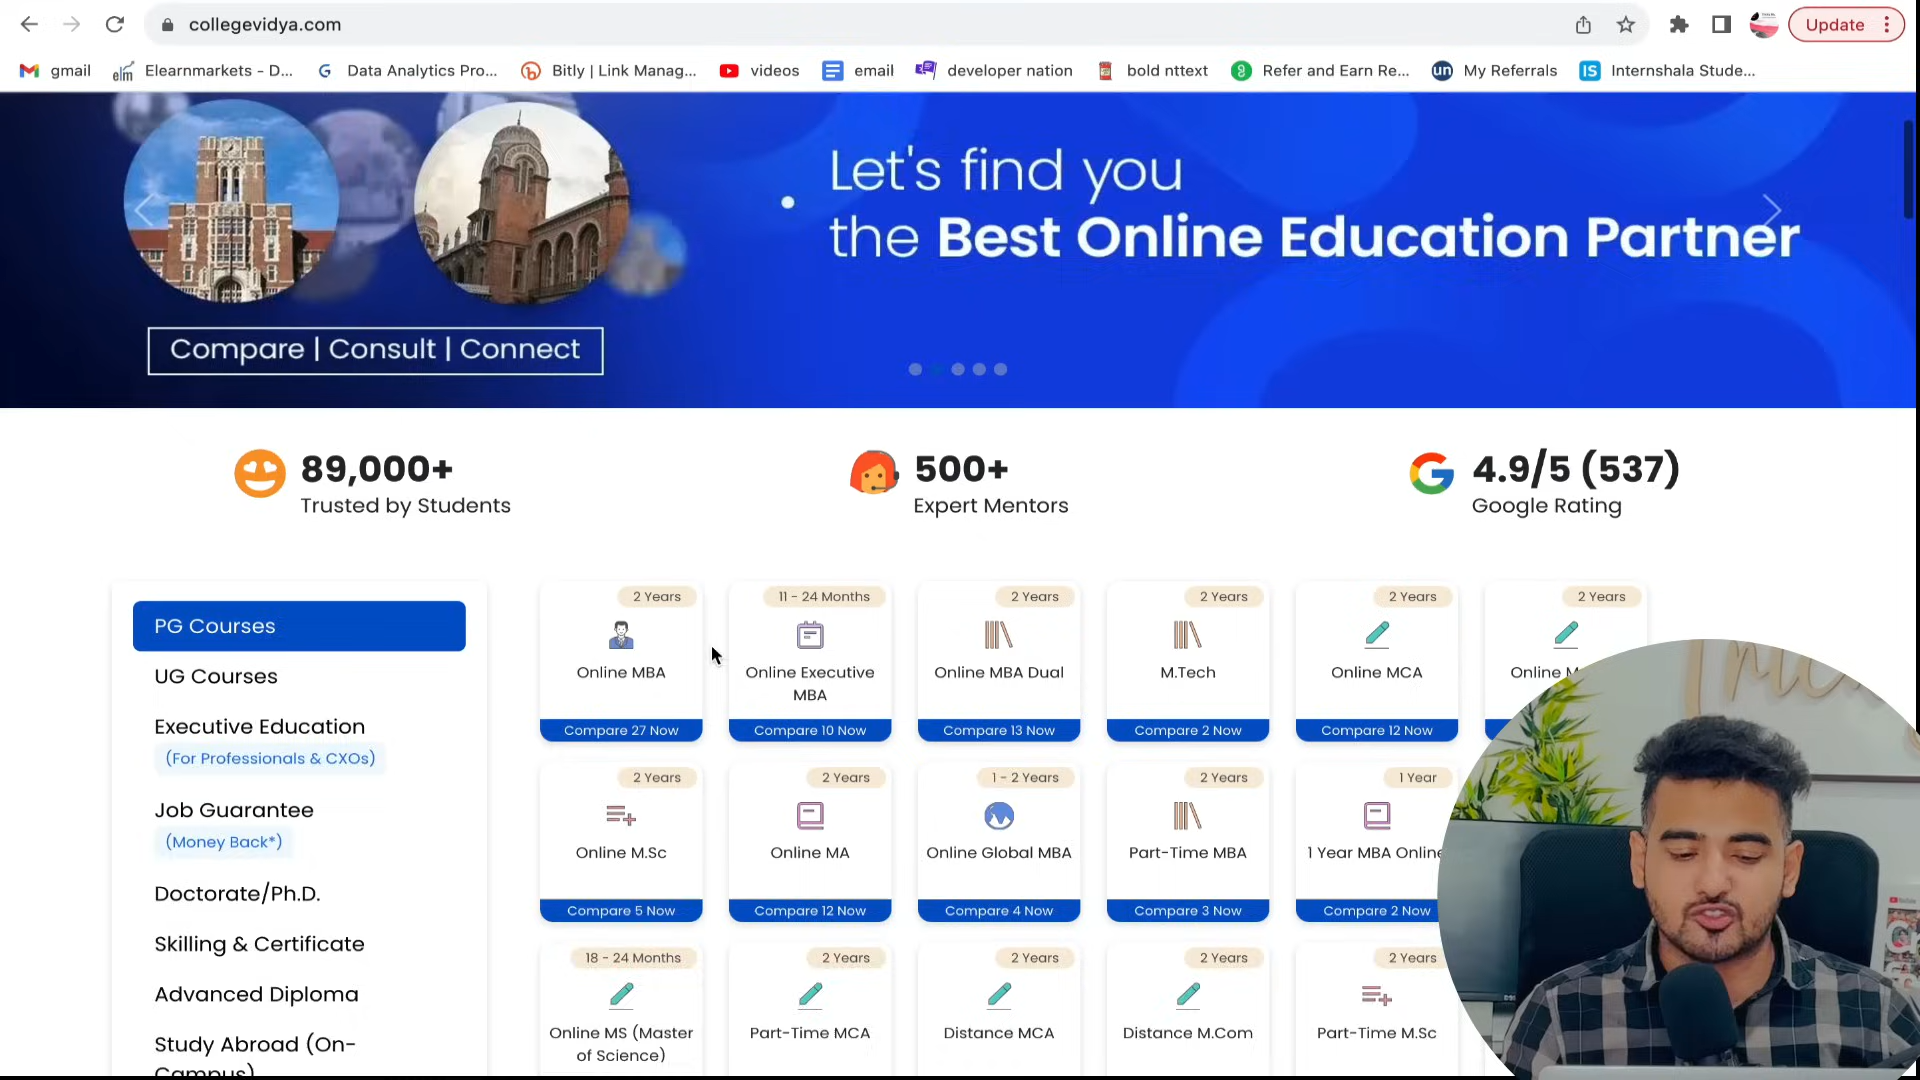 collegevidya.com
Update
gmail
Elearnmarkets - D...
Data Analytics Pro...
Bitly | Link Manag...
videos
email
developer nation
bold nttext
Refer and Earn Re...
un
My Referrals
IS
Internshala Stude...
Let's find you
the Best Online Education Partner
Compare | Consult | Connect
89,000+
Trusted by Students
500+
Expert Mentors
4.9/5 (537)
Google Rating
PG Courses
UG Courses
Executive Education
(For Professionals & CXOs)
Job Guarantee
(Money Back*)
Doctorate/Ph.D.
Skilling & Certificate
Advanced Diploma
Study Abroad (On-
Campus)
2 Years
Online MBA
Compare 27 Now
11 - 24 Months
Online Executive
MBA
Compare 10 Now
2 Years
Online MBA Dual
Compare 13 Now
2 Years
M.Tech
Compare 2 Now
2 Years
Online MCA
Compare 12 Now
2 Years
Online
2 Years
Online M.Sc
Compare 5 Now
2 Years
Online MA
Compare 12 Now
1 - 2 Years
Online Global MBA
Compare 4 Now
2 Years
Part-Time MBA
Compare 3 Now
1 Year
1 Year MBA Online
Compare 2 Now
18 - 24 Months
Online MS (Master
of Science)
2 Years
Part-Time MCA
2 Years
Distance MCA
2 Years
Distance M.Com
2 Years
Part-Time M.Sc